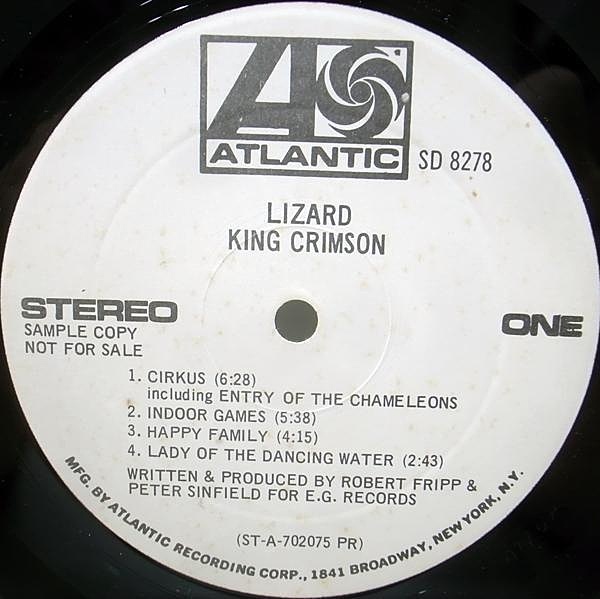 ATLANTIC
SD 8278
LIZARD
KING CRIMSON
STEREO
SAMPLE COPY
NOT FOR SALE
ONE
1. CIRKUS (6:28)
including ENTRY OF THE CHAMELEONS
2. INDOOR GAMES (5:38)
3. HAPPY FAMILY (4:15)
4. LADY OF THE DANCING WATER (2:43)
WRITTEN & PRODUCED BY ROBERT FRIPP &
PETER SINFIELD FOR E.G. RECORDS
(ST-A-702075 PR)
MFG. BY ATLANTIC RECORDING CORP., 1841 BROADWAY, NEW YORK, N.Y.